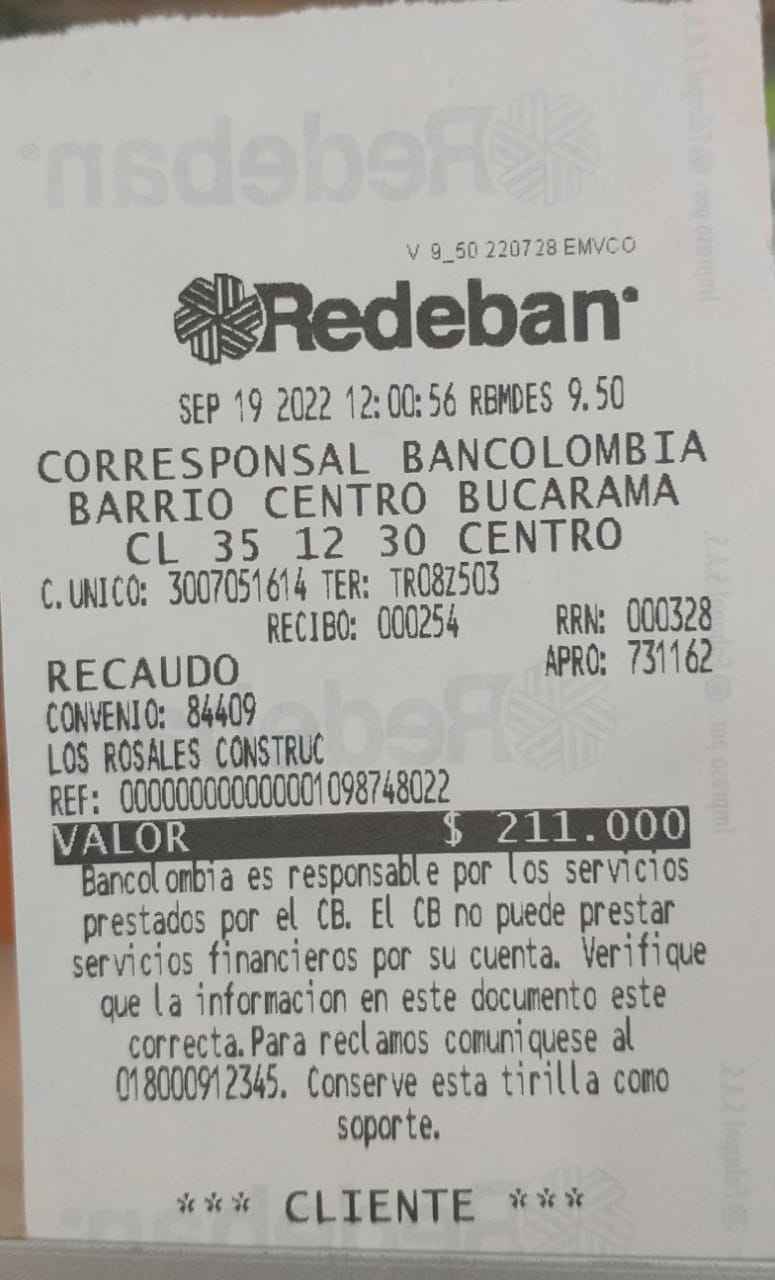 V 9_50 220728 EMVCO
Redeban
SEP 19 2022 12:00:56 RBMDES 9.50
CORRESPONSAL BANCOLOMBIA
BARRIO CENTRO BUCARAMA
CL 35 12 30 CENTRO
C. UNICO: 3007051614 TER: TR08Z503
RECIBO: 000254 RRN: 000328
RECAUDO APRO: 731162
CONVENIO: 84409
LOS ROSALES CONSTRUC
REF: 00000000000001098748022
VALOR $ 211.000
Bancolombia es responsable por los servicios
prestados por el CB. El CB no puede prestar
servicios financieros por su cuenta. Verifique
que la informacion en este documento este
correcta. Para reclamos comuniquese al
018000912345. Conserve esta tirilla como
soporte.
*** CLIENTE ***